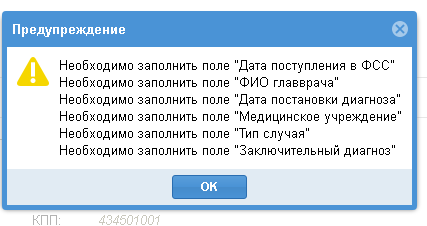 Предупреждение
Необходимо заполнить поле "Дата поступления в ФСС"
Необходимо заполнить поле "ФИО главврача"
Необходимо заполнить поле "Дата постановки диагноза"
Необходимо заполнить поле "Медицинское учреждение"
Необходимо заполнить поле "Тип случая"
Необходимо заполнить поле "Заключительный диагноз"
ОК
КПП: 434501001